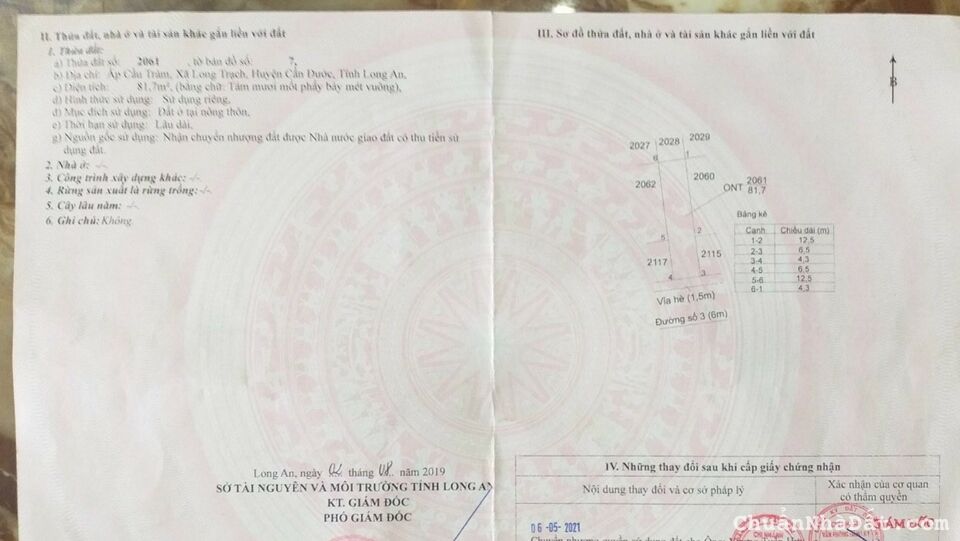 II. Thửa đất, nhà ở và tài sản khác gắn liền với đất
1. Thửa đất:
a) Thửa đất số: 2061 , tờ bản đồ số: 7,
b) Địa chỉ: Ấp Cầu Tràm, Xã Long Trạch, Huyện Cần Đước, Tỉnh Long An,
c) Diện tích: 81,7m², (bằng chữ: Tám mươi mốt phẩy bảy mét vuông),
d) Hình thức sử dụng: Sử dụng riêng,
đ) Mục đích sử dụng: Đất ở tại nông thôn,
e) Thời hạn sử dụng: Lâu dài,
g) Nguồn gốc sử dụng: Nhận chuyển nhượng đất được Nhà nước giao đất có thu tiền sử
dụng đất.
2. Nhà ở: -/-
3. Công trình xây dựng khác: -/-
4. Rừng sản xuất là rừng trồng: -/-
5. Cây lâu năm: -/-
6. Ghi chú: Không.
Long An, ngày 02 tháng 08 năm 2019
SỞ TÀI NGUYÊN VÀ MÔI TRƯỜNG TỈNH LONG AN
KT. GIÁM ĐỐC
PHÓ GIÁM ĐỐC
III. Sơ đồ thửa đất, nhà ở và tài sản khác gắn liền với đất
B
2027 2028 2029
6 1
2062 2060
ONT 2061
81,7
5 2
2117 2115
4 3
Vỉa hè (1,5m)
Đường số 3 (6m)
Bảng kê
Cạnh Chiều dài (m)
1-2 12,5
2-3 6,5
3-4 4,3
4-5 6,5
5-6 12,5
6-1 4,3
IV. Những thay đổi sau khi cấp giấy chứng nhận
Nội dung thay đổi và cơ sở pháp lý
Xác nhận của cơ quan
có thẩm quyền
06-05-2021
CHI NHÁNH
ChuẩnNhàĐất.com